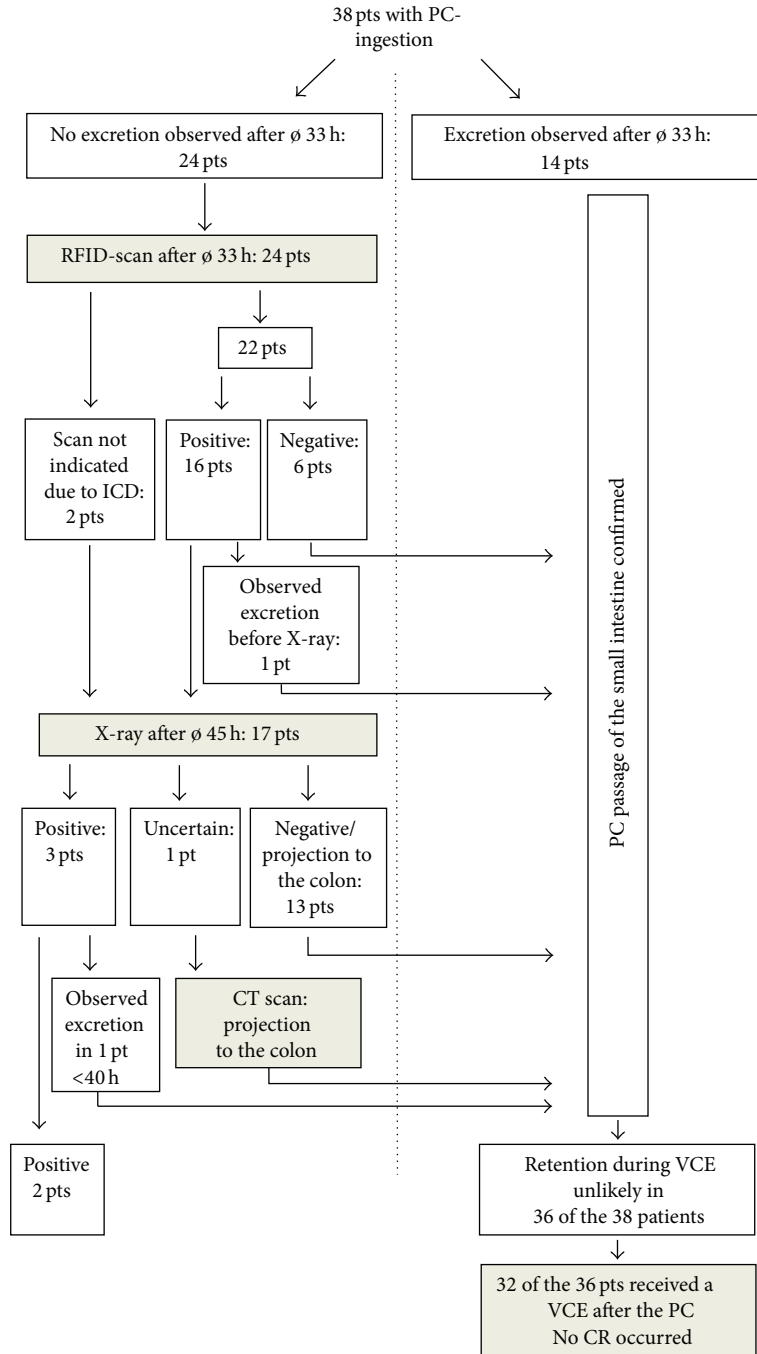 38 pts with PC-
ingestion
No excretion observed after ø 33 h:
24 pts
Excretion observed after ø 33 h:
14 pts
RFID-scan after ø 33 h: 24 pts
22 pts
Scan not
indicated
due to ICD:
2 pts
Positive:
16 pts
Negative:
6 pts
Observed
excretion
before X-ray:
1 pt
X-ray after ø 45 h: 17 pts
Positive:
3 pts
Uncertain:
1 pt
Negative/
projection to
the colon:
13 pts
Observed
excretion
in 1 pt
<40 h
CT scan:
projection
to the colon
Positive
2 pts
PC passage of the small intestine confirmed
Retention during VCE
unlikely in
36 of the 38 patients
32 of the 36 pts received a
VCE after the PC
No CR occurred